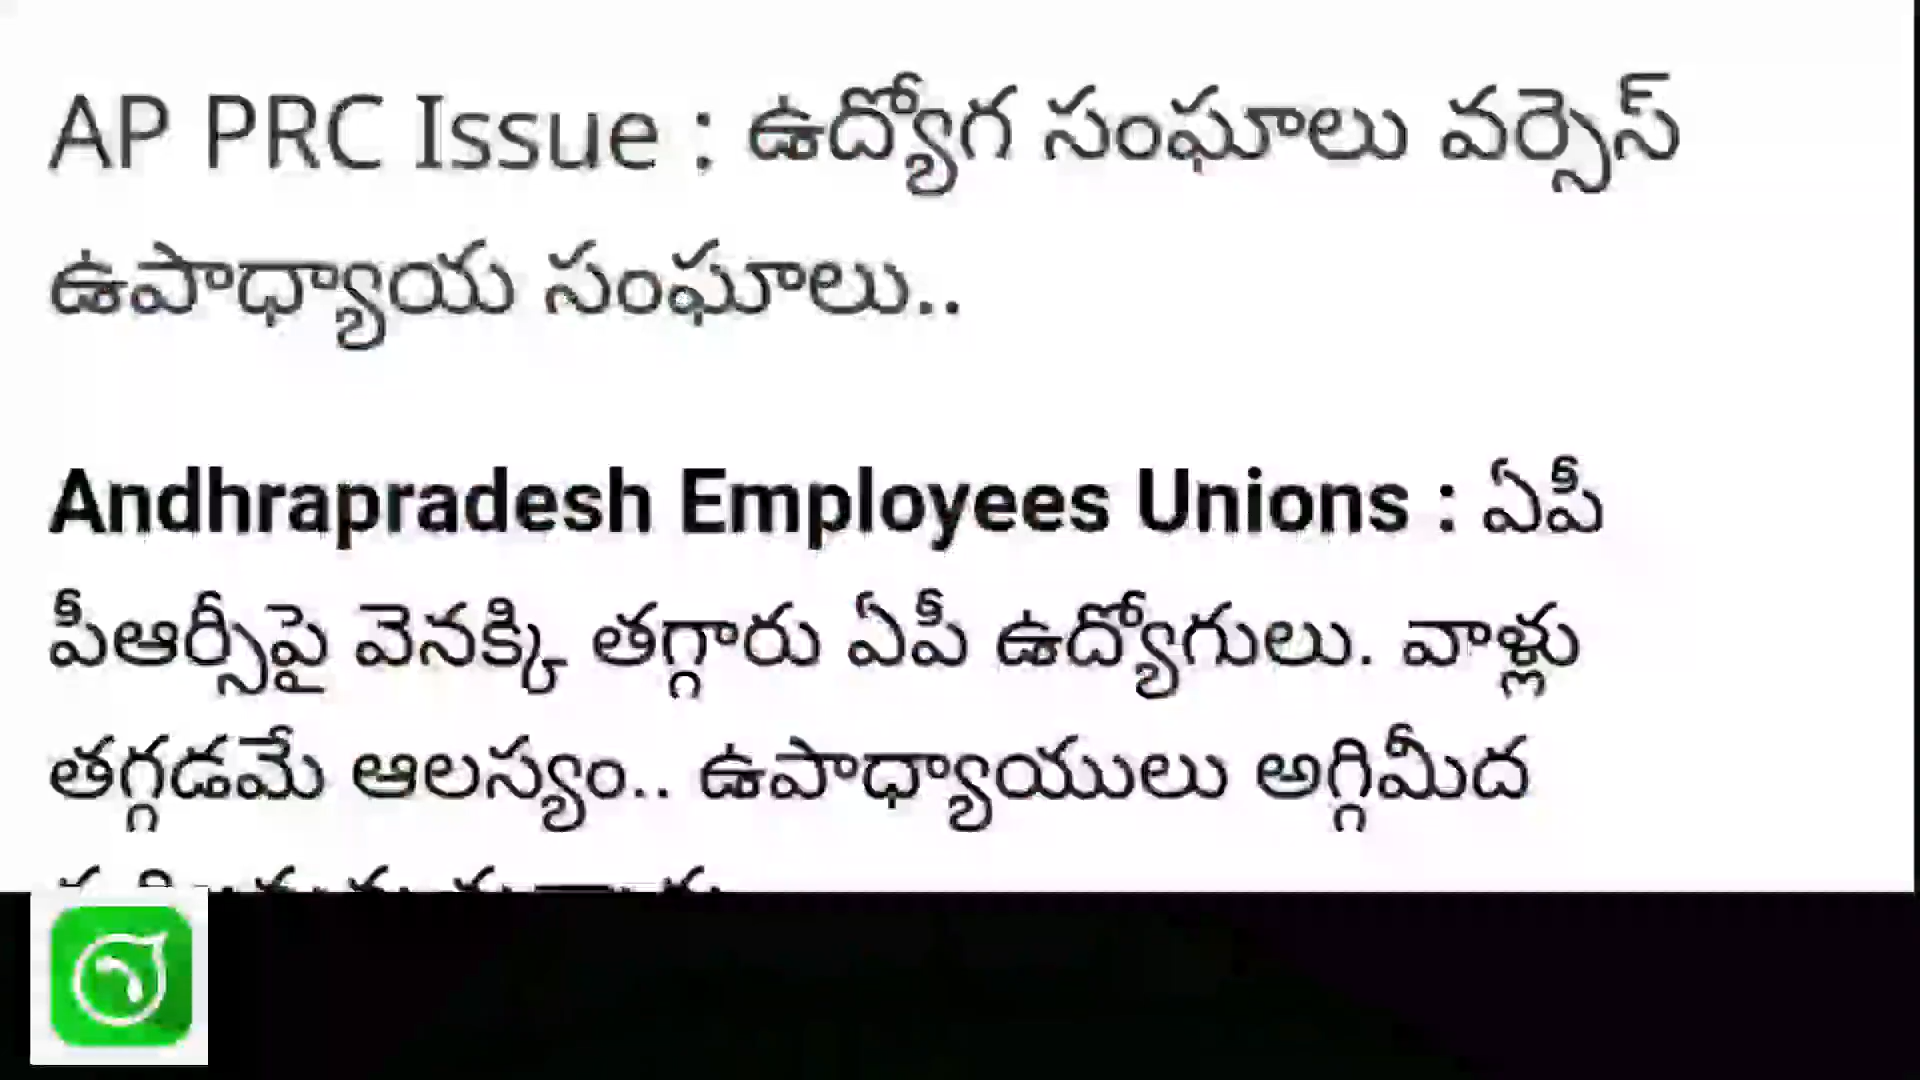 AP PRC Issue : ఉద్యోగ సంఘాలు వర్సెస్
ఉపాధ్యాయ సంఘాలు..
Andhrapradesh Employees Unions : ఏపీ
పీఆర్సీపై వెనక్కి తగ్గారు ఏపీ ఉద్యోగులు. వాళ్లు
తగ్గడమే ఆలస్యం.. ఉపాధ్యాయులు అగ్గిమీద